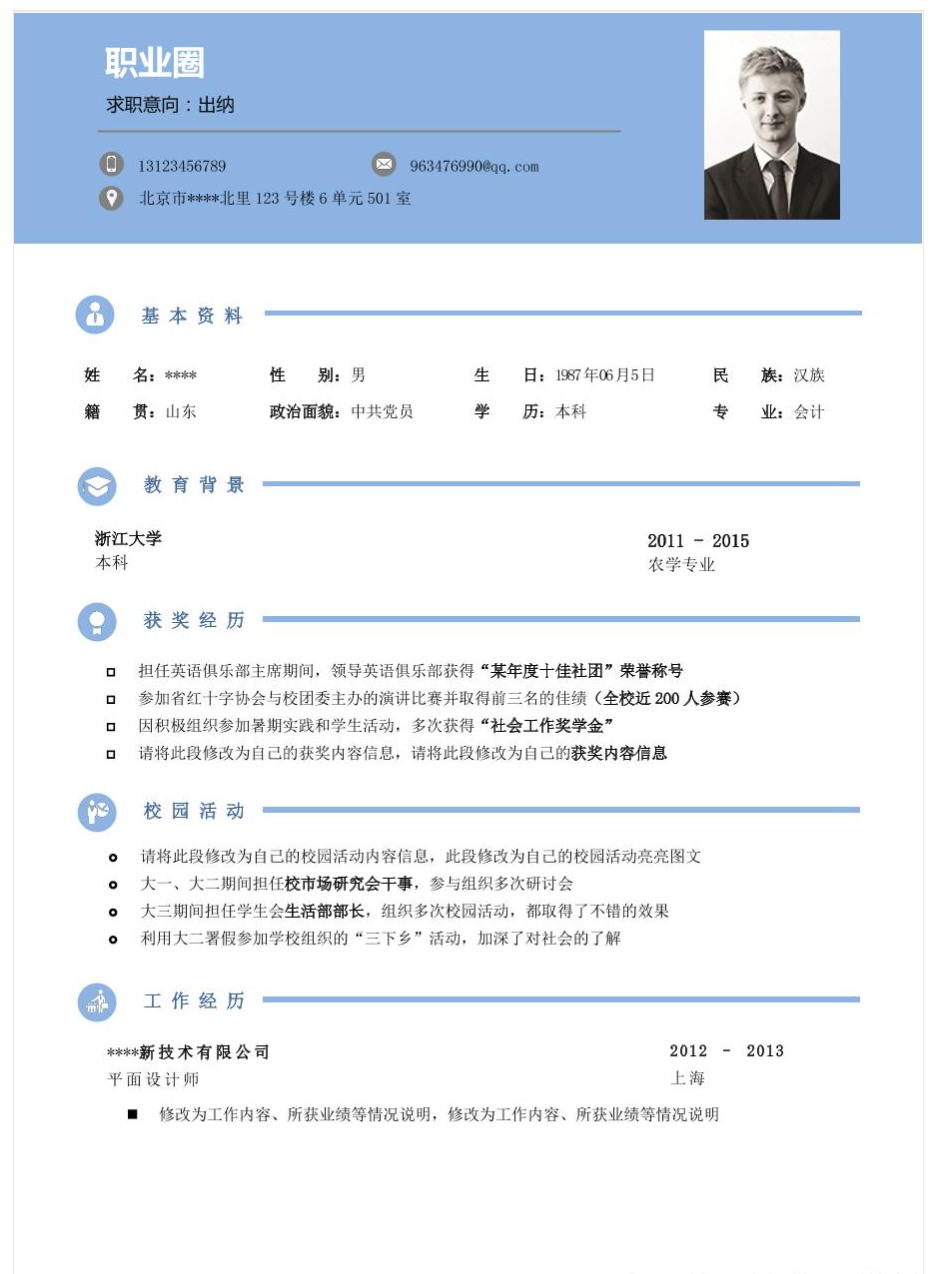 职业圈
求职意向：出纳
13123456789 963476990@qq.com
北京市****北里 123 号楼 6 单元 501 室
基本资料
姓 名：**** 性 别：男 生 日：1987年06月5日 民 族：汉族
籍 贯：山东 政治面貌：中共党员 学 历：本科 专 业：会计
教育背景
浙江大学 2011 - 2015
本科 农学专业
获奖经历
担任英语俱乐部主席期间，领导英语俱乐部获得“某年度十佳社团”荣誉称号
参加省红十字协会与校团委主办的演讲比赛并取得前三名的佳绩（全校近 200 人参赛）
因积极组织参加暑期实践和学生活动，多次获得“社会工作奖学金”
请将此段修改为自己的获奖内容信息，请将此段修改为自己的获奖内容信息
校园活动
请将此段修改为自己的校园活动内容信息，此段修改为自己的校园活动亮亮图文
大一、大二期间担任校市场研究会干事，参与组织多次研讨会
大三期间担任学生会生活部部长，组织多次校园活动，都取得了不错的效果
利用大二署假参加学校组织的“三下乡”活动，加深了对社会的了解
工作经历
****新技术有限公司 2012 - 2013
平面设计师 上海
修改为工作内容、所获业绩等情况说明，修改为工作内容、所获业绩等情况说明